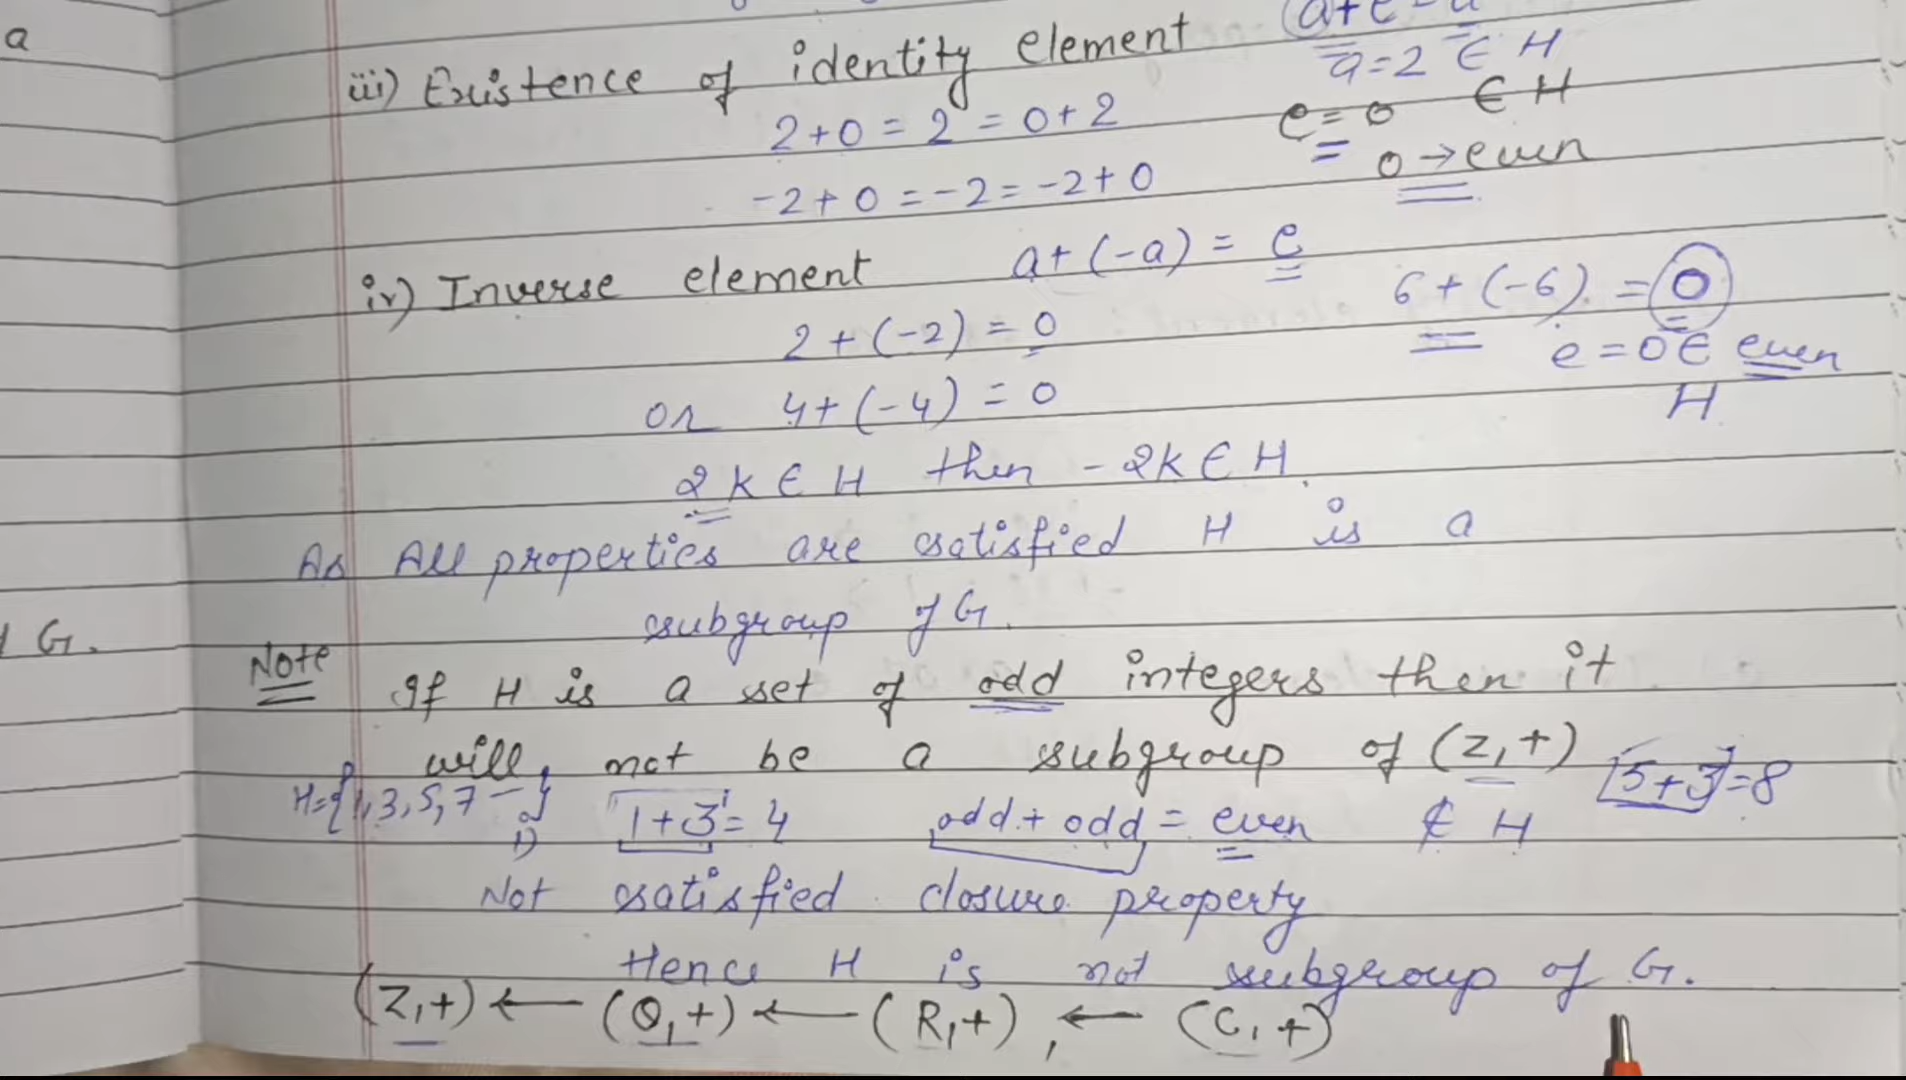 a
iii) Existence of identity element a+e=a
a=2 ∈ H
2+0 = 2 = 0+2 e=0 ∈ H
0→even
-2+0 = -2 = -2+0
iv) Inverse element a+(-a) = e 6+(-6) = 0
2+(-2) = 0 e=0∈ even
or 4+(-4) = 0 H
2K ∈ H then -2K ∈ H.
As All properties are satisfied H is a
subgroup of G.
G.
Note If H is a set of odd integers then it
will not be a subgroup of (Z,+)
H={1,3,5,7 - } 1+3=4 odd+odd = even ∉ H [5+3]=8
i)
Not satisfied closure property
Hence H is not subgroup of G.
(Z,+) ← (Q,+) ← (R,+), ← (C,+)